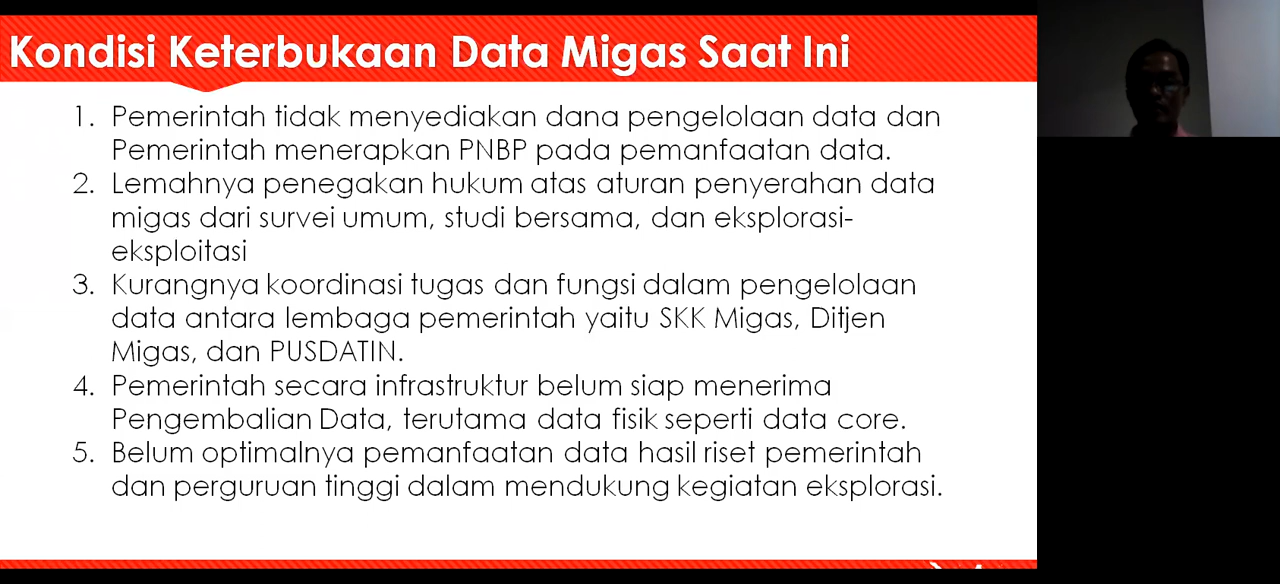 Kondisi Keterbukaan Data Migas Saat Ini
1. Pemerintah tidak menyediakan dana pengelolaan data dan
Pemerintah menerapkan PNBP pada pemanfaatan data.
2. Lemahnya penegakan hukum atas aturan penyerahan data
migas dari survei umum, studi bersama, dan eksplorasi-
eksploitasi
3. Kurangnya koordinasi tugas dan fungsi dalam pengelolaan
data antara lembaga pemerintah yaitu SKK Migas, Ditjen
Migas, dan PUSDATIN.
4. Pemerintah secara infrastruktur belum siap menerima
Pengembalian Data, terutama data fisik seperti data core.
5. Belum optimalnya pemanfaatan data hasil riset pemerintah
dan perguruan tinggi dalam mendukung kegiatan eksplorasi.